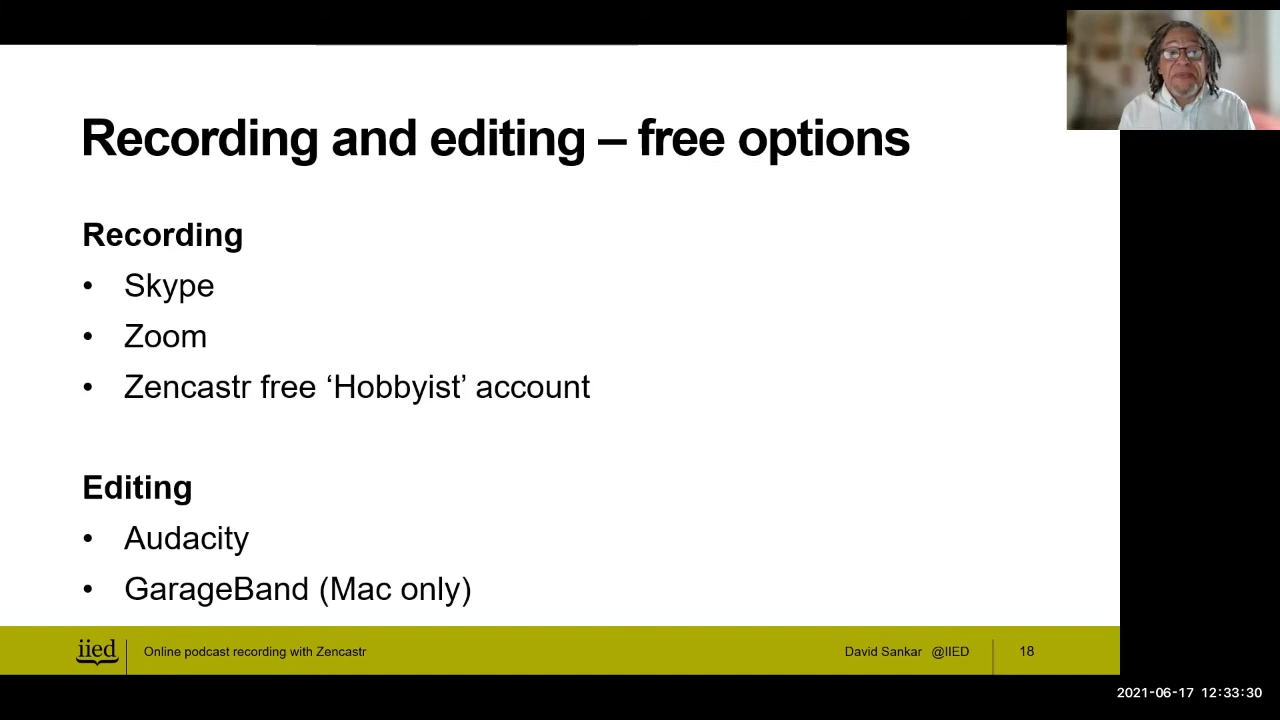 Recording and editing – free options
Recording
• Skype
• Zoom
• Zencastr free ‘Hobbyist’ account
Editing
• Audacity
• GarageBand (Mac only)
iied Online podcast recording with Zencastr David Sankar @IIED 18
2021-06-17 12:33:30